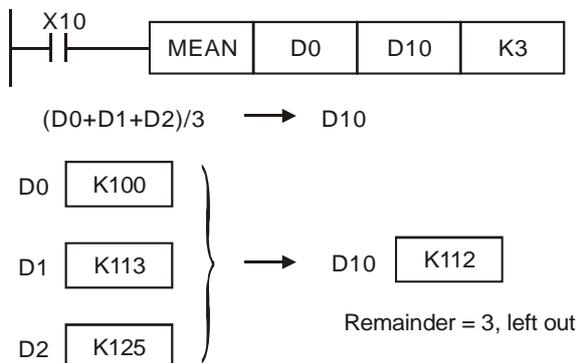 X10
MEAN D0 D10 K3
(D0+D1+D2)/3 D10
D0 K100
D1 K113
D10 K112
Remainder = 3, left out
D2 K125